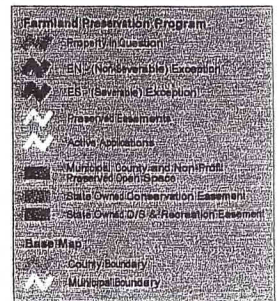 Farmland Preservation Program
Property in Question
EN - (Nonseverable) Exception
ES - (Severable) Exception
Preserved Easements
Active Applications
Municipal, County and Non-Profit
Preserved Open Space
State Owned Conservation Easement
State Owned O/S & Recreation Easement
Base Map
County Boundary
Municipal Boundary